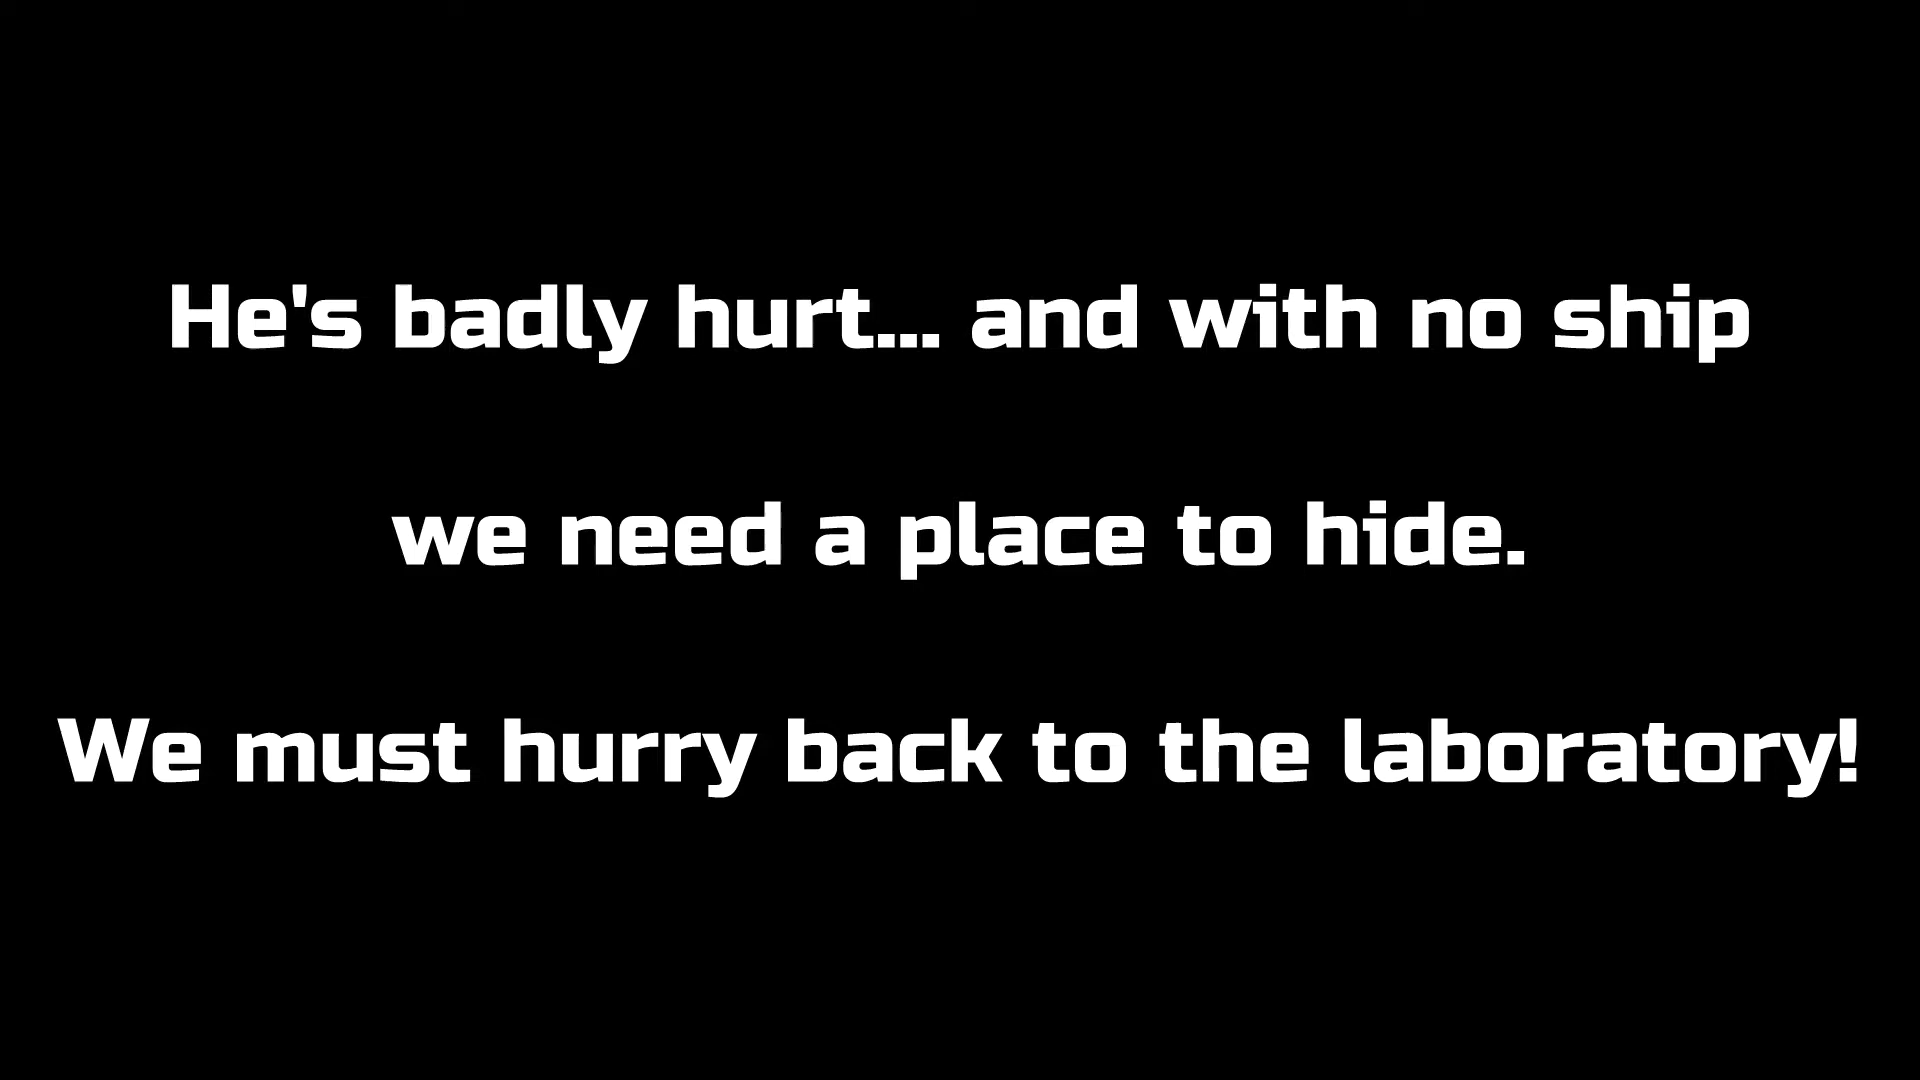 He's badly hurt... and with no ship
we need a place to hide.
We must hurry back to the laboratory!